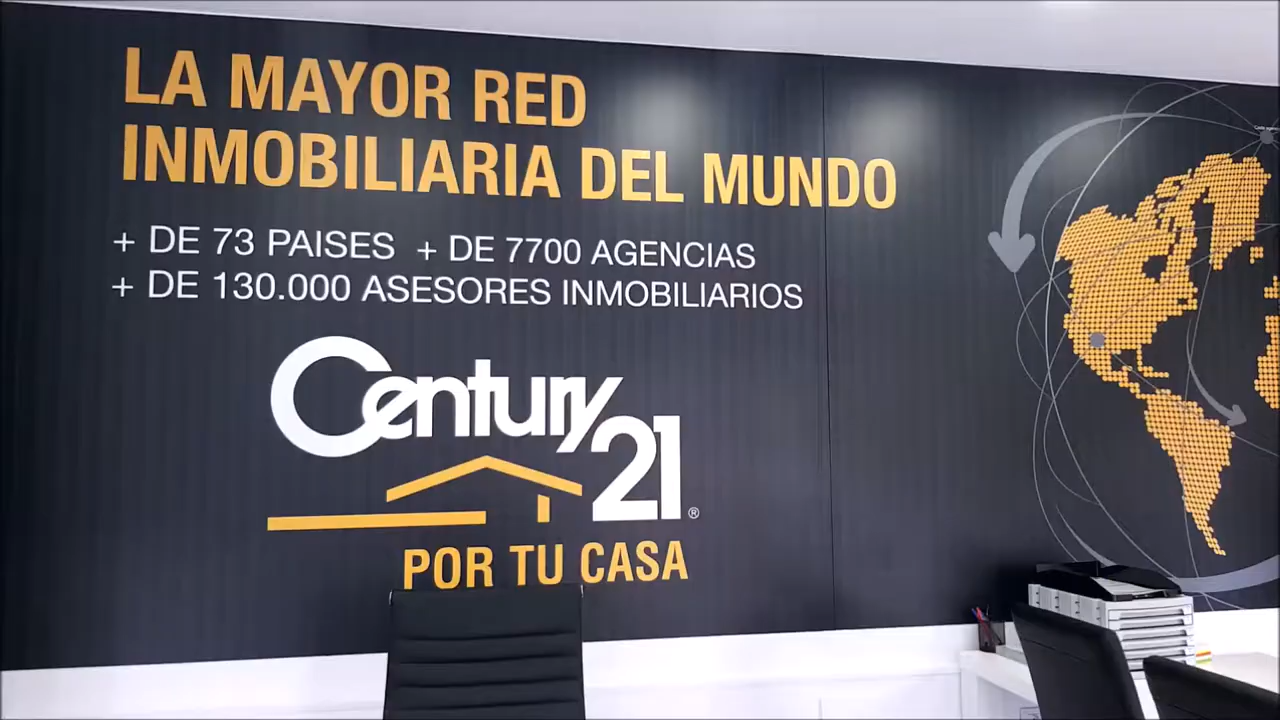 LA MAYOR RED
INMOBILIARIA DEL MUNDO
+ DE 73 PAISES + DE 7700 AGENCIAS
+ DE 130.000 ASESORES INMOBILIARIOS
Century
21®
POR TU CASA